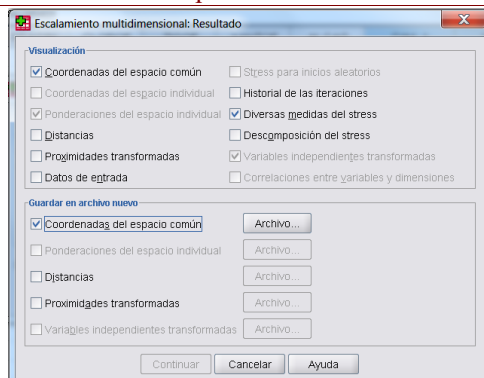 Escalamiento multidimensional: Resultado
Visualización
Coordenadas del espacio común
Stress para inicios aleatorios
Coordenadas del espacio individual
Historial de las iteraciones
Ponderaciones del espacio individual
Diversas medidas del stress
Distancias
Descomposición del stress
Proximidades transformadas
Variables independientes transformadas
Datos de entrada
Correlaciones entre variables y dimensiones
Guardar en archivo nuevo
Coordenadas del espacio común
Archivo...
Ponderaciones del espacio individual
Archivo...
Distancias
Archivo...
Proximidades transformadas
Archivo...
Variables independientes transformadas
Archivo...
Continuar
Cancelar
Ayuda